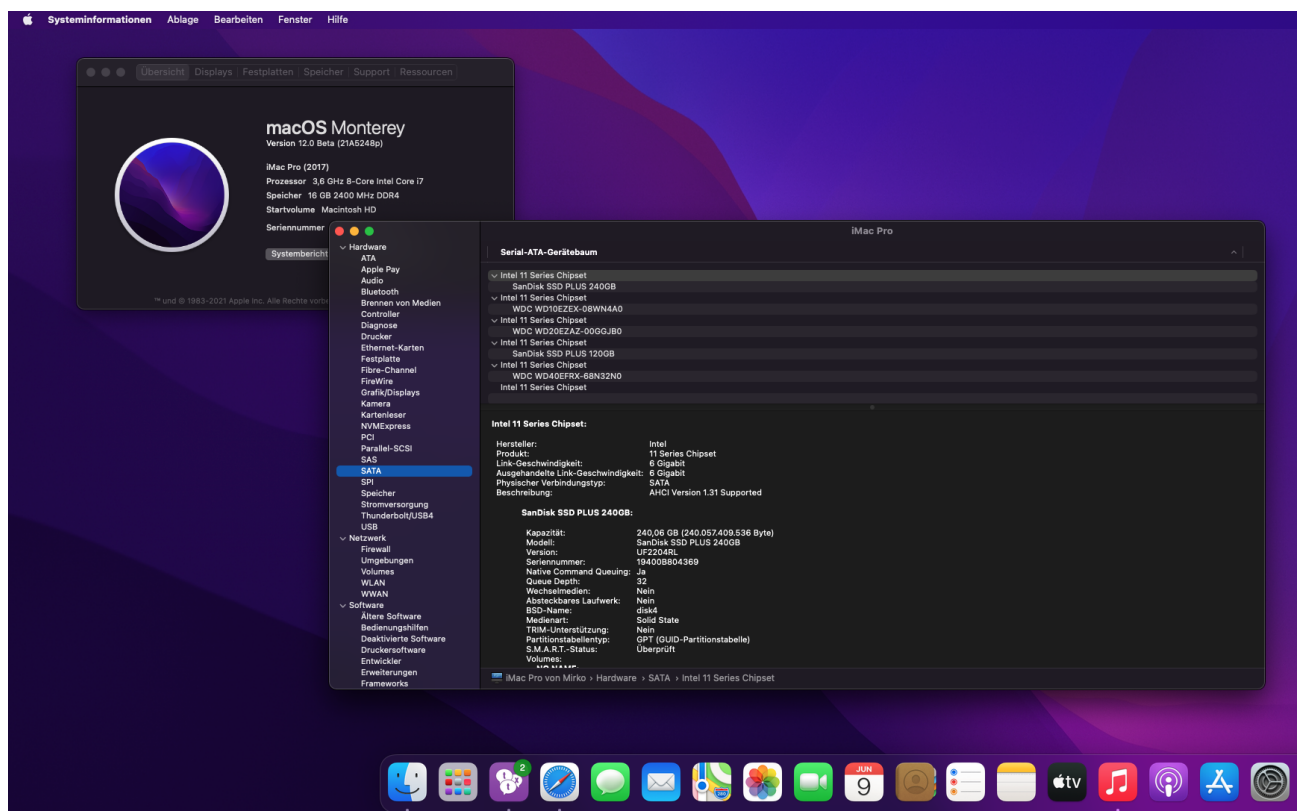 Systeminformationen Ablage Bearbeiten Fenster Hilfe
Übersicht Displays Festplatten Speicher Support Ressourcen
macOS Monterey
Version 12.0 Beta (21A5248p)
iMac Pro (2017)
Prozessor 3,6 GHz 8-Core Intel Core i7
Speicher 16 GB 2400 MHz DDR4
Startvolume Macintosh HD
Seriennummer
Systembericht
™ und © 1983-2021 Apple Inc. Alle Rechte
iMac Pro
Hardware
ATA
Apple Pay
Audio
Bluetooth
Brennen von Medien
Controller
Diagnose
Drucker
Ethernet-Karten
Festplatte
Fibre-Channel
FireWire
Grafik/Displays
Kamera
Kartenleser
NVMExpress
PCI
Parallel-SCSI
SAS
SATA
SPI
Speicher
Stromversorgung
Thunderbolt/USB4
USB
Netzwerk
Firewall
Umgebungen
Volumes
WLAN
WWAN
Software
Ältere Software
Bedienungshilfen
Deaktivierte Software
Druckersoftware
Entwickler
Erweiterungen
Frameworks
Serial-ATA-Gerätebaum
Intel 11 Series Chipset
SanDisk SSD PLUS 240GB
Intel 11 Series Chipset
WDC WD10EZEX-08WN4A0
Intel 11 Series Chipset
WDC WD20EZAZ-00GGJB0
Intel 11 Series Chipset
SanDisk SSD PLUS 120GB
Intel 11 Series Chipset
WDC WD40EFRX-68N32N0
Intel 11 Series Chipset
Intel 11 Series Chipset:
Hersteller: Intel
Produkt: 11 Series Chipset
Link-Geschwindigkeit: 6 Gigabit
Ausgehandelte Link-Geschwindigkeit: 6 Gigabit
Physischer Verbindungstyp: SATA
Beschreibung: AHCI Version 1.31 Supported
SanDisk SSD PLUS 240GB:
Kapazität: 240,06 GB (240.057.409.536 Byte)
Modell: SanDisk SSD PLUS 240GB
Version: UF2204RL
Seriennummer: 19400B804369
Native Command Queuing: Ja
Queue Depth: 32
Wechselmedien: Nein
Absteckbares Laufwerk: Nein
BSD-Name: disk4
Medienart: Solid State
TRIM-Unterstützung: Nein
Partitionstabellentyp: GPT (GUID-Partitionstabelle)
S.M.A.R.T.-Status: Überprüft
Volumes:
NO NAME:
iMac Pro von Mirko › Hardware › SATA › Intel 11 Series Chipset
2
JUN
9
tv